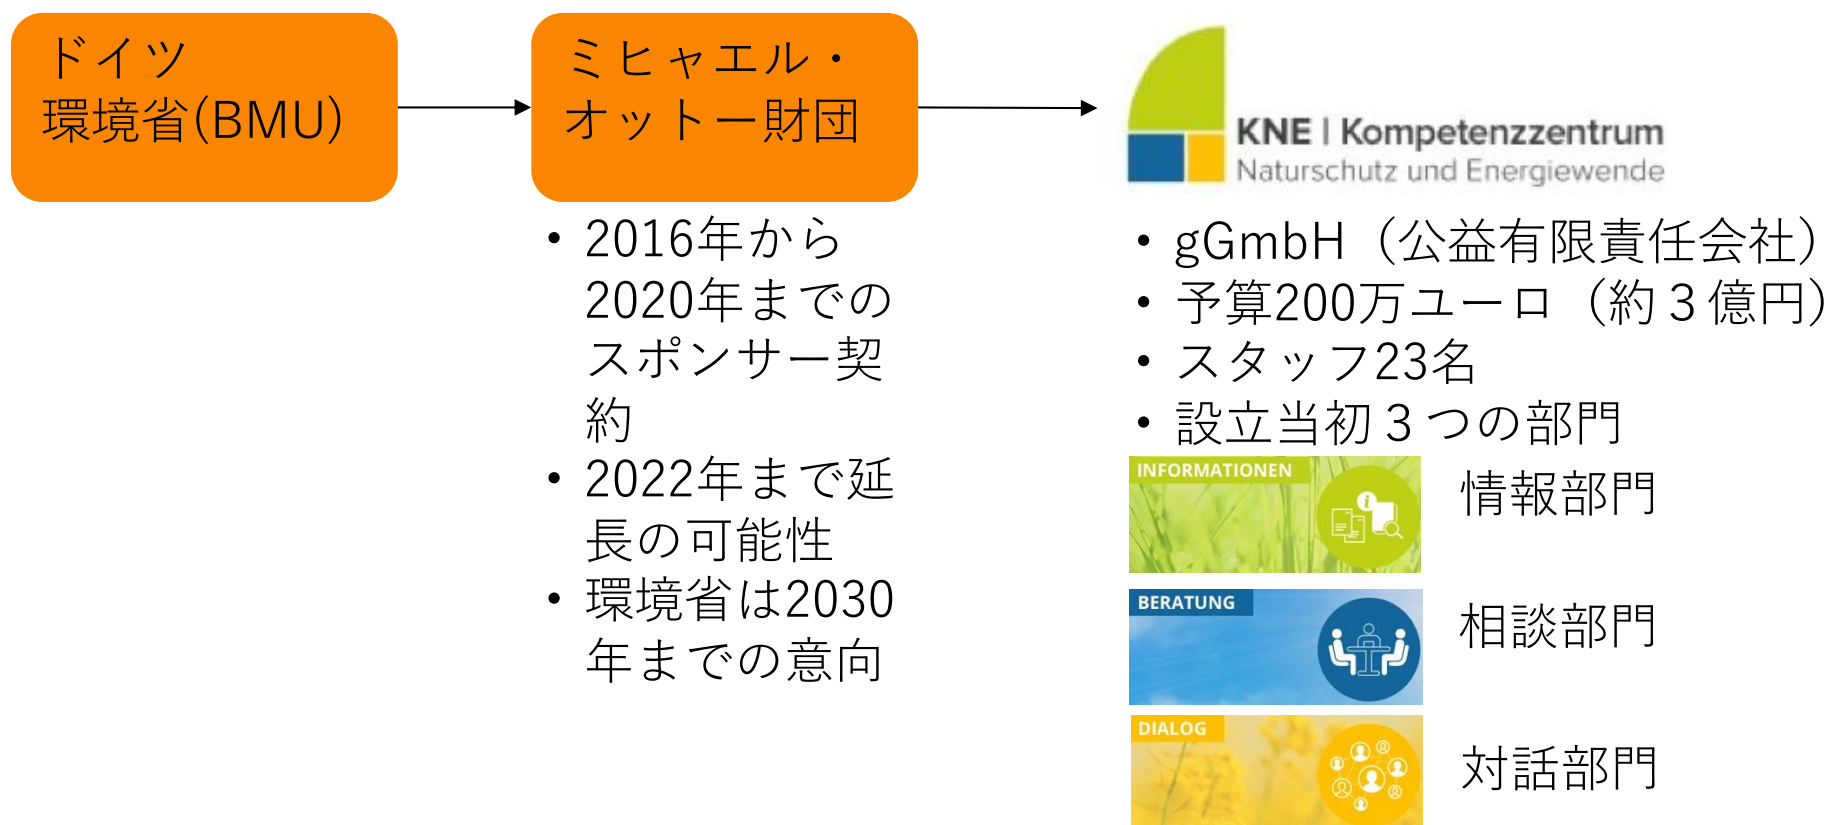 ドイツ
環境省(BMU)
ミヒャエル・
オットー財団
KNE | Kompetenzzentrum
Naturschutz und Energiewende
• 2016年から
2020年までの
スポンサー契
約
• 2022年まで延
長の可能性
• 環境省は2030
年までの意向
• gGmbH（公益有限責任会社）
• 予算200万ユーロ（約３億円）
• スタッフ23名
• 設立当初３つの部門
INFORMATIONEN
情報部門
BERATUNG
相談部門
DIALOG
対話部門